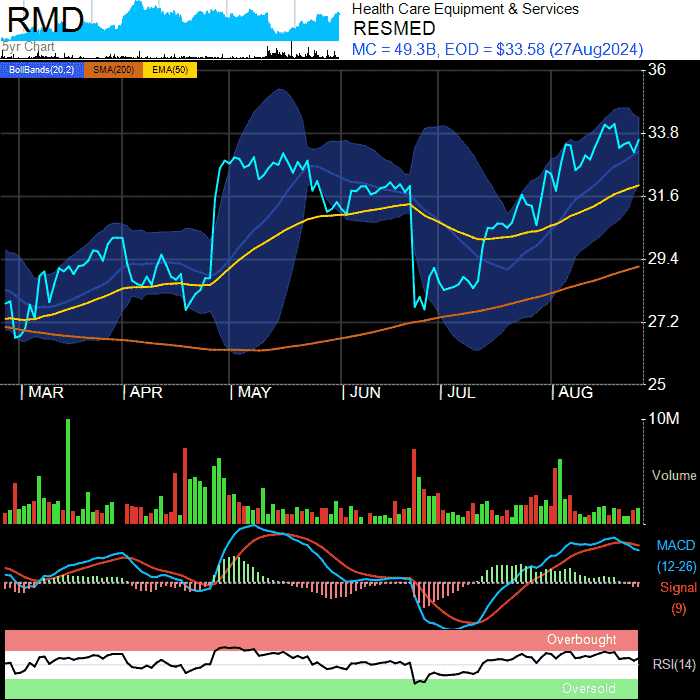 RMD
5yr Chart
Health Care Equipment & Services
RESMED
MC = 49.3B, EOD = $33.58 (27Aug2024)
BollBands(20,2) SMA(200) EMA(50)
36
33.8
31.6
29.4
27.2
25
MAR APR MAY JUN JUL AUG
10M
Volume
MACD
(12-26)
Signal
(9)
Overbought
RSI(14)
Oversold